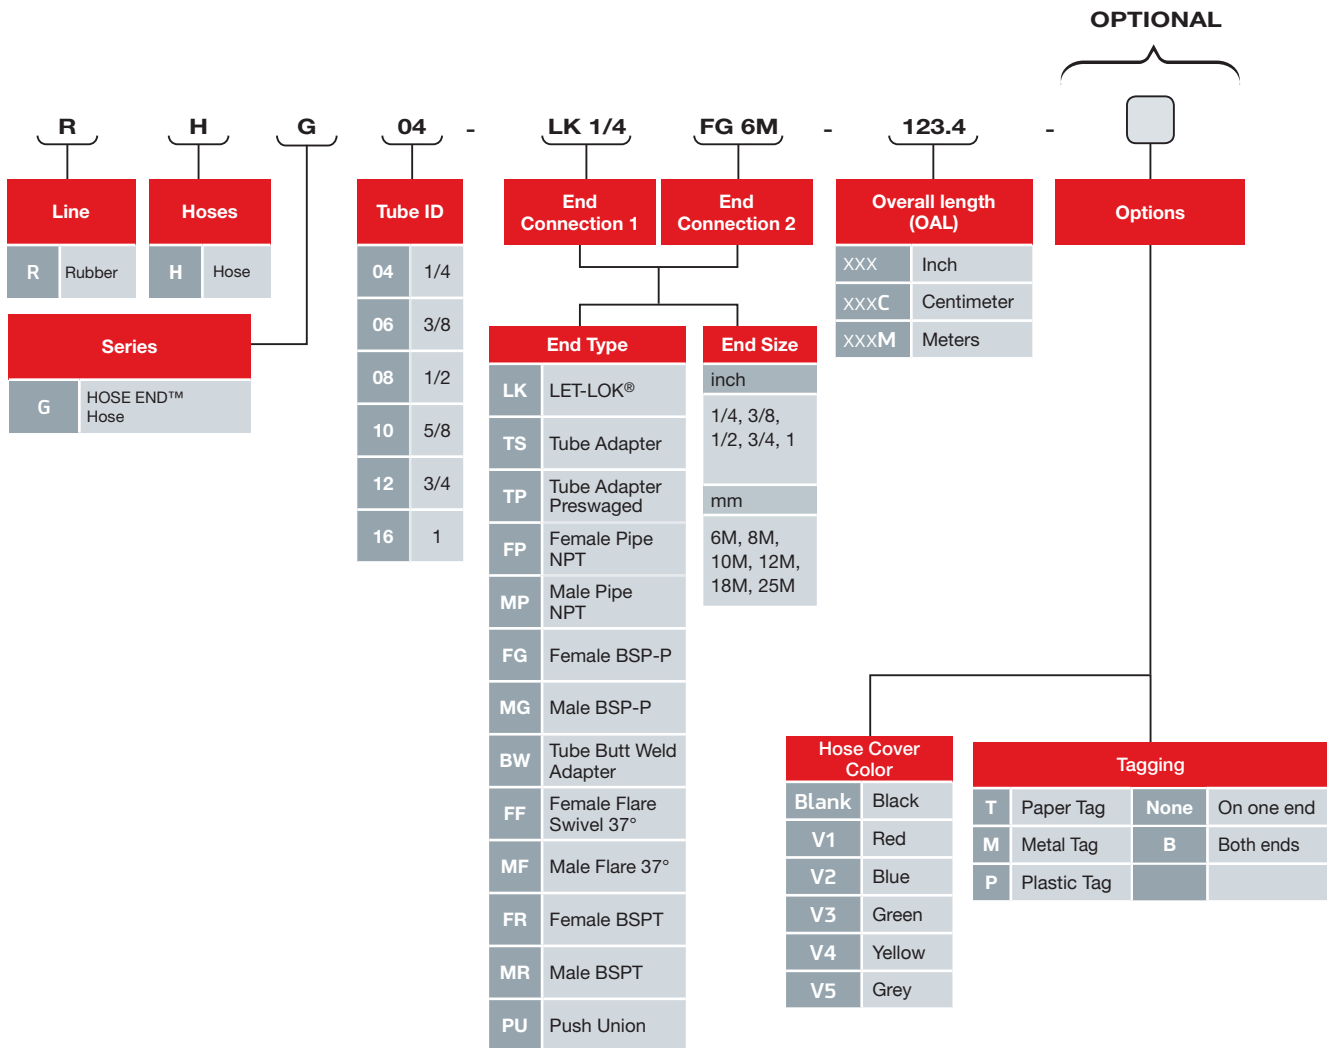 OPTIONAL
R H G 04 - LK 1/4 FG 6M - 123.4 -
Line
R Rubber
Hoses
H Hose
Series
G HOSE END™
Hose
Tube ID
04 1/4
06 3/8
08 1/2
10 5/8
12 3/4
16 1
End
Connection 1
End
Connection 2
End Type
LK LET-LOK®
TS Tube Adapter
TP Tube Adapter
Preswaged
FP Female Pipe
NPT
MP Male Pipe
NPT
FG Female BSP-P
MG Male BSP-P
BW Tube Butt Weld
Adapter
FF Female Flare
Swivel 37°
MF Male Flare 37°
FR Female BSPT
MR Male BSPT
PU Push Union
End Size
inch
1/4, 3/8,
1/2, 3/4, 1
mm
6M, 8M,
10M, 12M,
18M, 25M
Overall length
(OAL)
XXX Inch
XXXC Centimeter
XXXM Meters
Options
Hose Cover
Color
Blank Black
V1 Red
V2 Blue
V3 Green
V4 Yellow
V5 Grey
Tagging
T Paper Tag None On one end
M Metal Tag B Both ends
P Plastic Tag